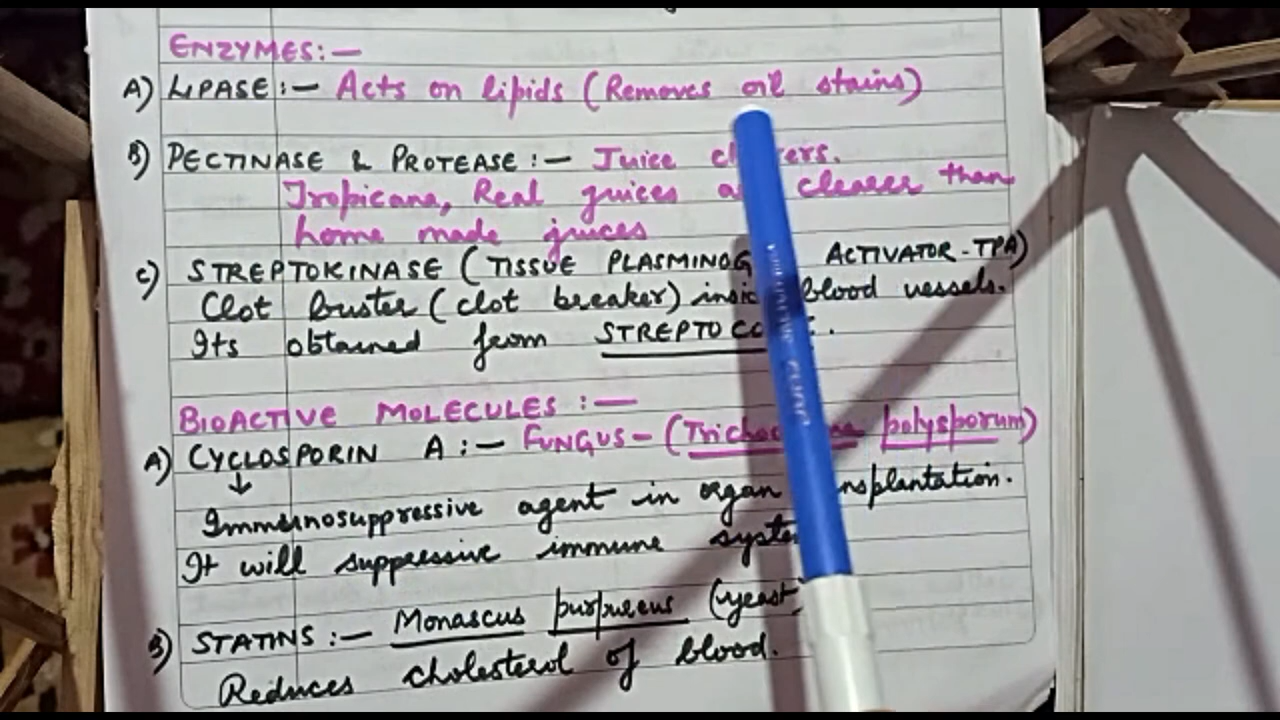 ENZYMES:-
A) LIPASE:- Acts on lipids (Removes oil stains)
B) PECTINASE & PROTEASE:- Juice
Tropicana, Real juices clearer than
home made juices
C) STREPTOKINASE (TISSUE ACTIVATOR-TPA)
Clot buster (clot breaker) blood vessels.
Its obtained from
BIOACTIVE MOLECULES:-
A) CYCLOSPORIN A:- FUNGUS- ( polysporum)
↓
Immunosuppressive agent in organ
It will suppressive immune
B) STATINS:- Monascus purpureus (yeast
Reduces cholesterol of blood.